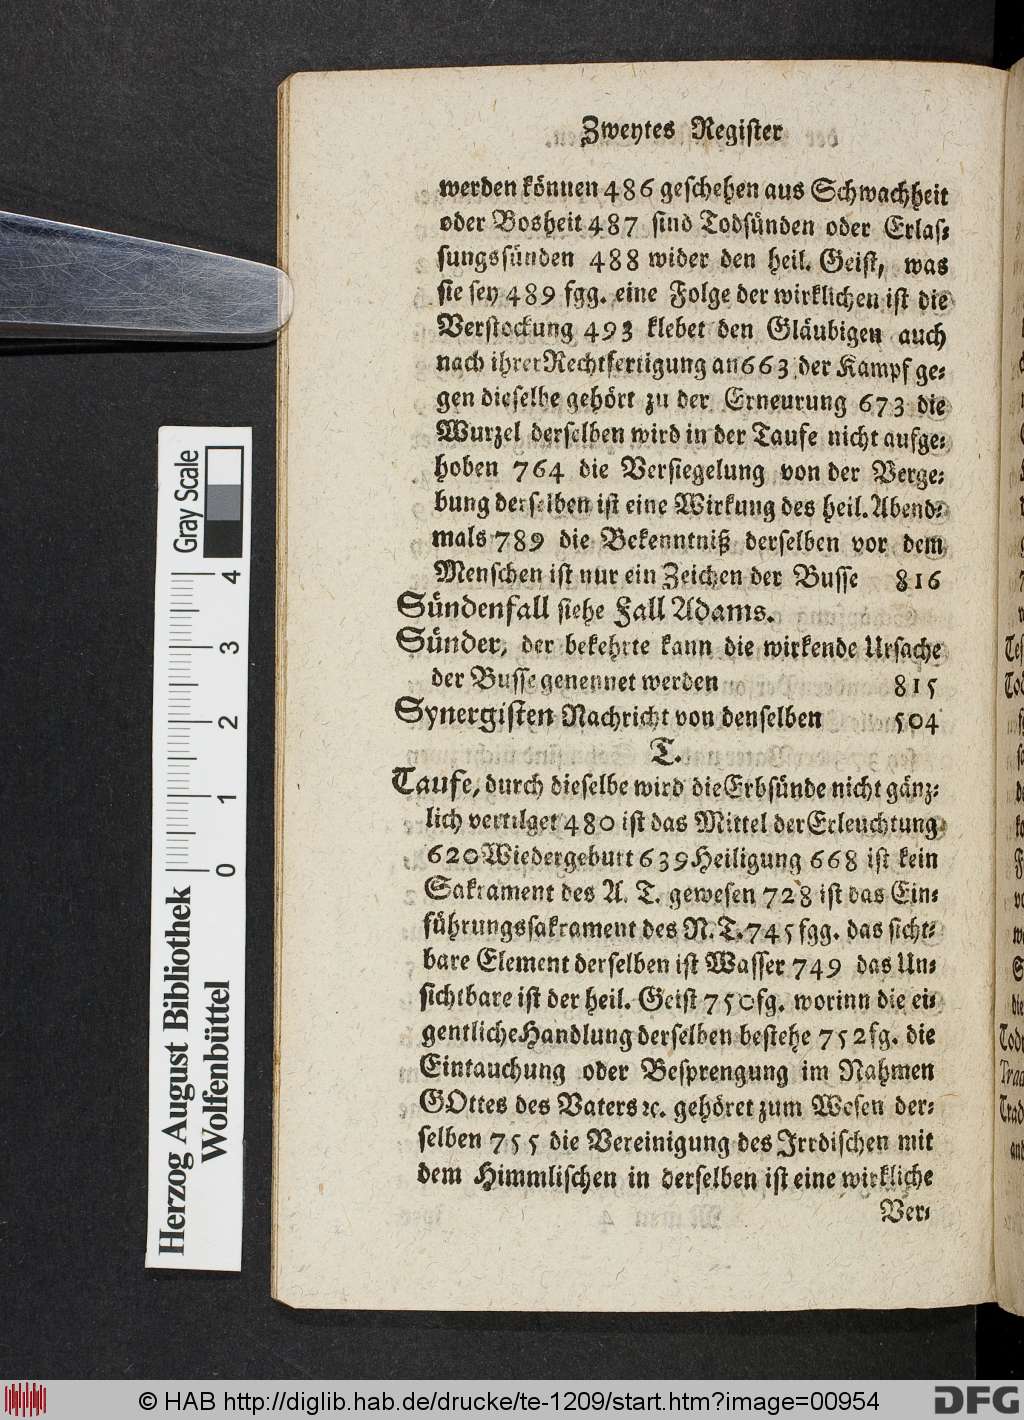 Zweytes Register
werden können 486 geschehen aus Schwachheit
oder Bosheit 487 sind Todsünden oder Erlas-
sungssünden 488 wider den heil. Geist, was
sie sey 489 fgg. eine Folge der wirklichen ist die
Verstockung 493 klebet den Gläubigen auch
nach ihrer Rechtfertigung an 663 der Kampf ge-
gen dieselbe gehört zu der Erneurung 673 die
Wurzel derselben wird in der Taufe nicht aufge-
hoben 764 die Versiegelung von der Verge-
bung derselben ist eine Wirkung des heil. Abend-
mals 789 die Bekenntniß derselben vor dem
Menschen ist nur ein Zeichen der Busse 816
Sündenfall siehe Fall Adams.
Sünder, der bekehrte kann die wirkende Ursache
der Busse genennet werden 815
Synergisten Nachricht von denselben 504
T.
Taufe, durch dieselbe wird die Erbsünde nicht gänz-
lich vertilget 480 ist das Mittel der Erleuchtung
620 Wiedergeburt 639 Heiligung 668 ist kein
Sakrament des A. T. gewesen 728 ist das Ein-
führungssakrament des N. T. 745 fgg. das sicht-
bare Element derselben ist Wasser 749 das Un-
sichtbare ist der heil. Geist 750 fg. worinn die ei-
gentliche Handlung derselben bestehe 752 fg. die
Eintauchung oder Besprengung im Nahmen
GOttes des Vaters ꝛc. gehöret zum Wesen der-
selben 755 die Vereinigung des Irrdischen mit
dem Himmlischen in derselben ist eine wirkliche
Ver-
Gray Scale
0 1 2 3 4
Herzog August Bibliothek
Wolfenbüttel
© HAB http://diglib.hab.de/drucke/te-1209/start.htm?image=00954
DFG